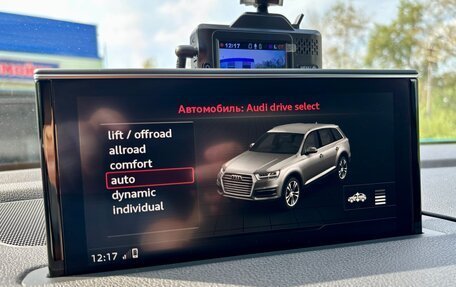 12:17
Автомобиль: Audi drive select
lift / offroad
allroad
comfort
auto
dynamic
individual
12:17